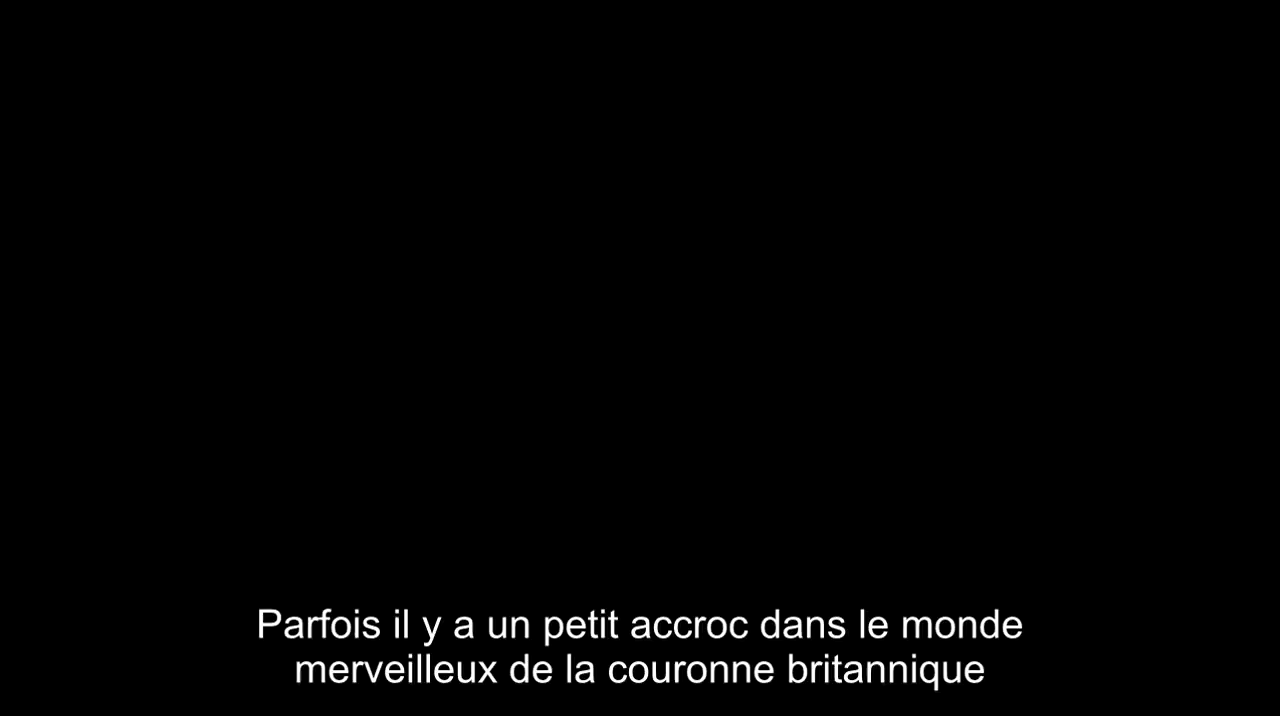 Parfois il y a un petit accroc dans le monde
merveilleux de la couronne britannique